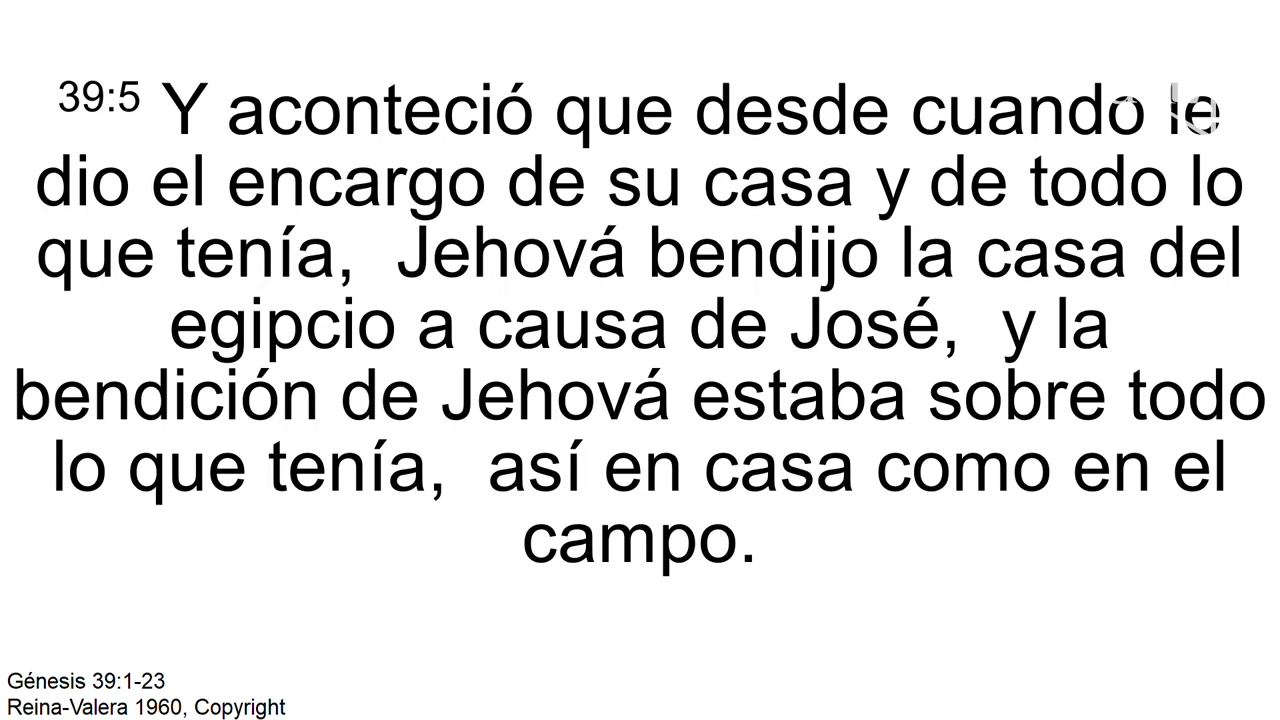 39:5 Y aconteció que desde cuando le
dio el encargo de su casa y de todo lo
que tenía,  Jehová bendijo la casa del
egipcio a causa de José,  y la
bendición de Jehová estaba sobre todo
lo que tenía,  así en casa como en el
campo.
Génesis 39:1-23
Reina-Valera 1960, Copyright